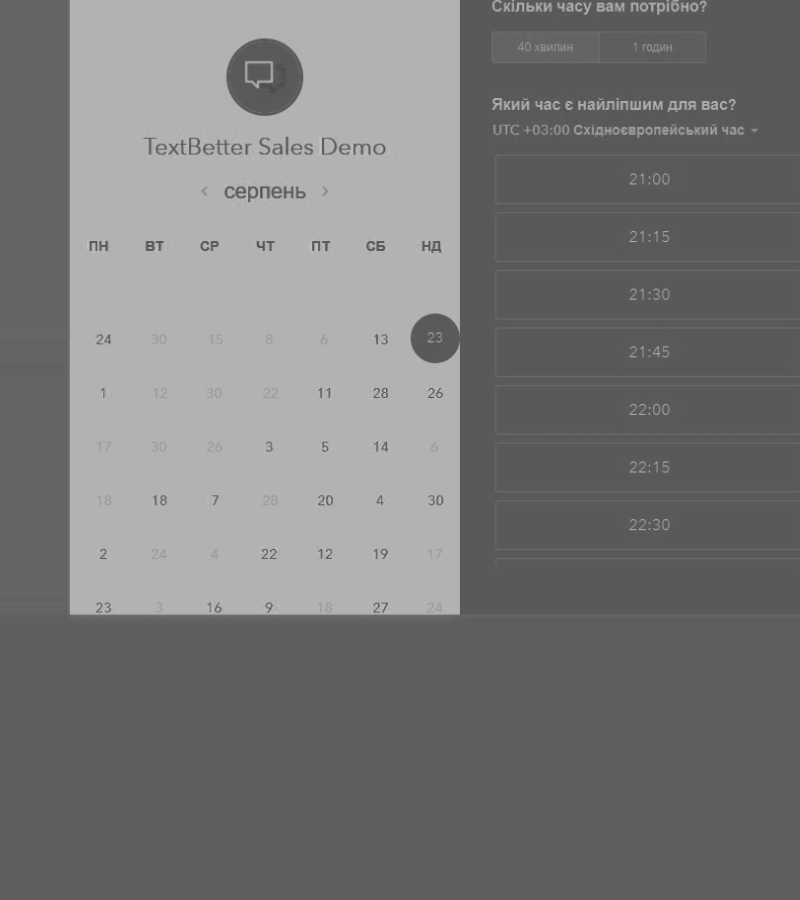 TextBetter Sales Demo
‹ серпень ›
ПН ВТ СР ЧТ ПТ СБ НД
24 30 15 8 6 13 23
1 12 30 22 11 28 26
17 30 26 3 5 14 6
18 18 7 28 20 4 30
2 24 4 22 12 19 17
23 3 16 9 18 27 24
Скільки часу вам потрібно?
40 хвилин 1 годин
Який час є найліпшим для вас?
UTC +03:00 Східноєвропейський час
21:00
21:15
21:30
21:45
22:00
22:15
22:30